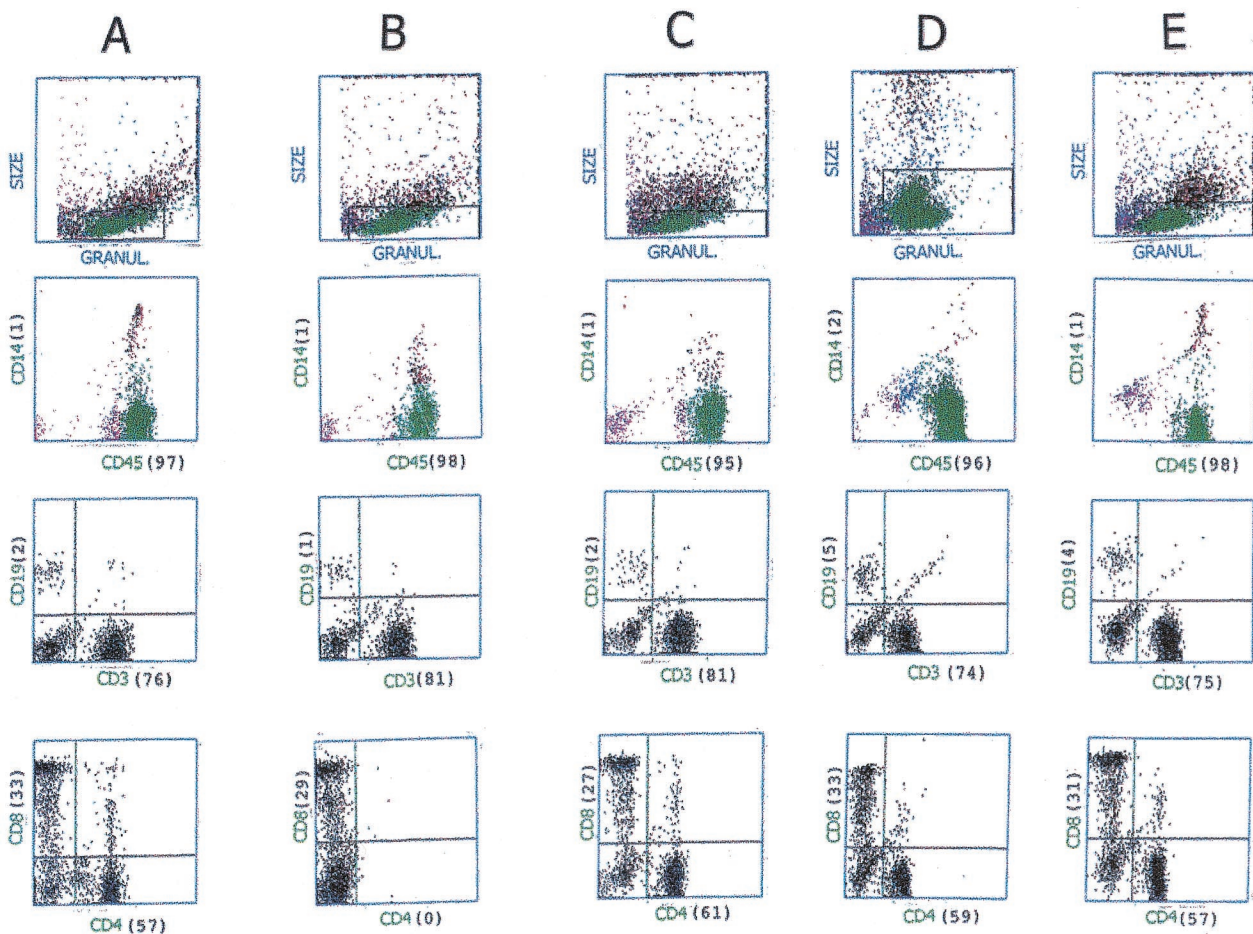 A B C D E
SIZE SIZE SIZE SIZE SIZE
GRANUL. GRANUL. GRANUL. GRANUL. GRANUL.
CD14(1) CD14(1) CD14(1) CD14(2) CD14(1)
CD45(97) CD45(98) CD45(95) CD45(96) CD45(98)
CD19(2) CD19(1) CD19(2) CD19(5) CD19(4)
CD3(76) CD3(81) CD3(81) CD3(74) CD3(75)
CD8(33) CD8(29) CD8(27) CD8(33) CD8(31)
CD4(57) CD4(0) CD4(61) CD4(59) CD4(57)